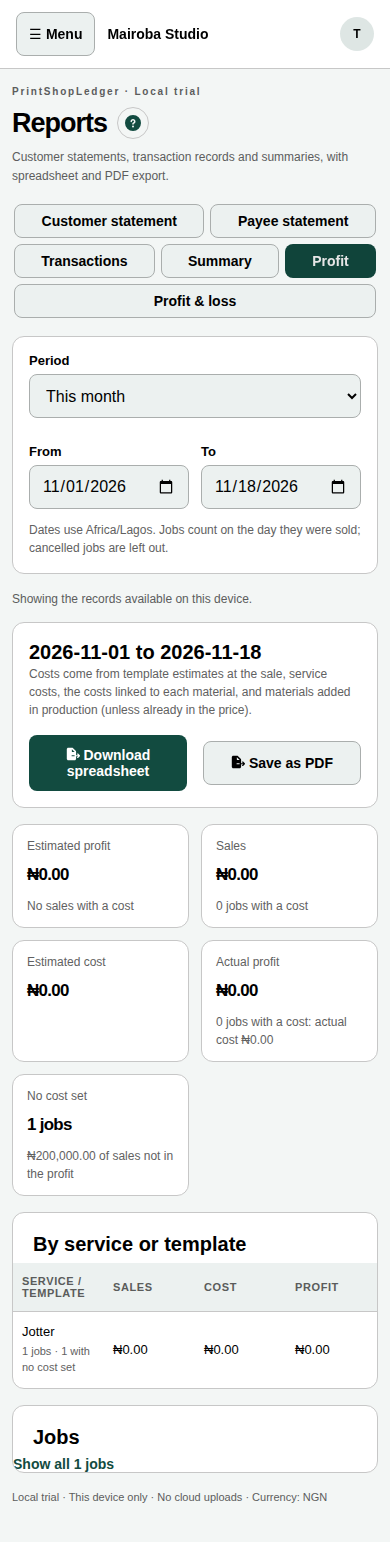 ☰ Menu
Mairoba Studio
T
PrintShopLedger · Local trial
Reports
?
Customer statements, transaction records and summaries, with
spreadsheet and PDF export.
Customer statement
Payee statement
Transactions
Summary
Profit
Profit & loss
Period
This month
From
To
11/01/2026
11/18/2026
Dates use Africa/Lagos. Jobs count on the day they were sold;
cancelled jobs are left out.
Showing the records available on this device.
2026-11-01 to 2026-11-18
Costs come from template estimates at the sale, service
costs, the costs linked to each material, and materials added
in production (unless already in the price).
Download
spreadsheet
Save as PDF
Estimated profit
₦0.00
No sales with a cost
Sales
₦0.00
0 jobs with a cost
Estimated cost
₦0.00
Actual profit
₦0.00
0 jobs with a cost: actual
cost ₦0.00
No cost set
1 jobs
₦200,000.00 of sales not in
the profit
By service or template
SERVICE /
TEMPLATE
SALES
COST
PROFIT
Jotter
1 jobs · 1 with
no cost set
₦0.00
₦0.00
₦0.00
Jobs
Show all 1 jobs
Local trial · This device only · No cloud uploads · Currency: NGN